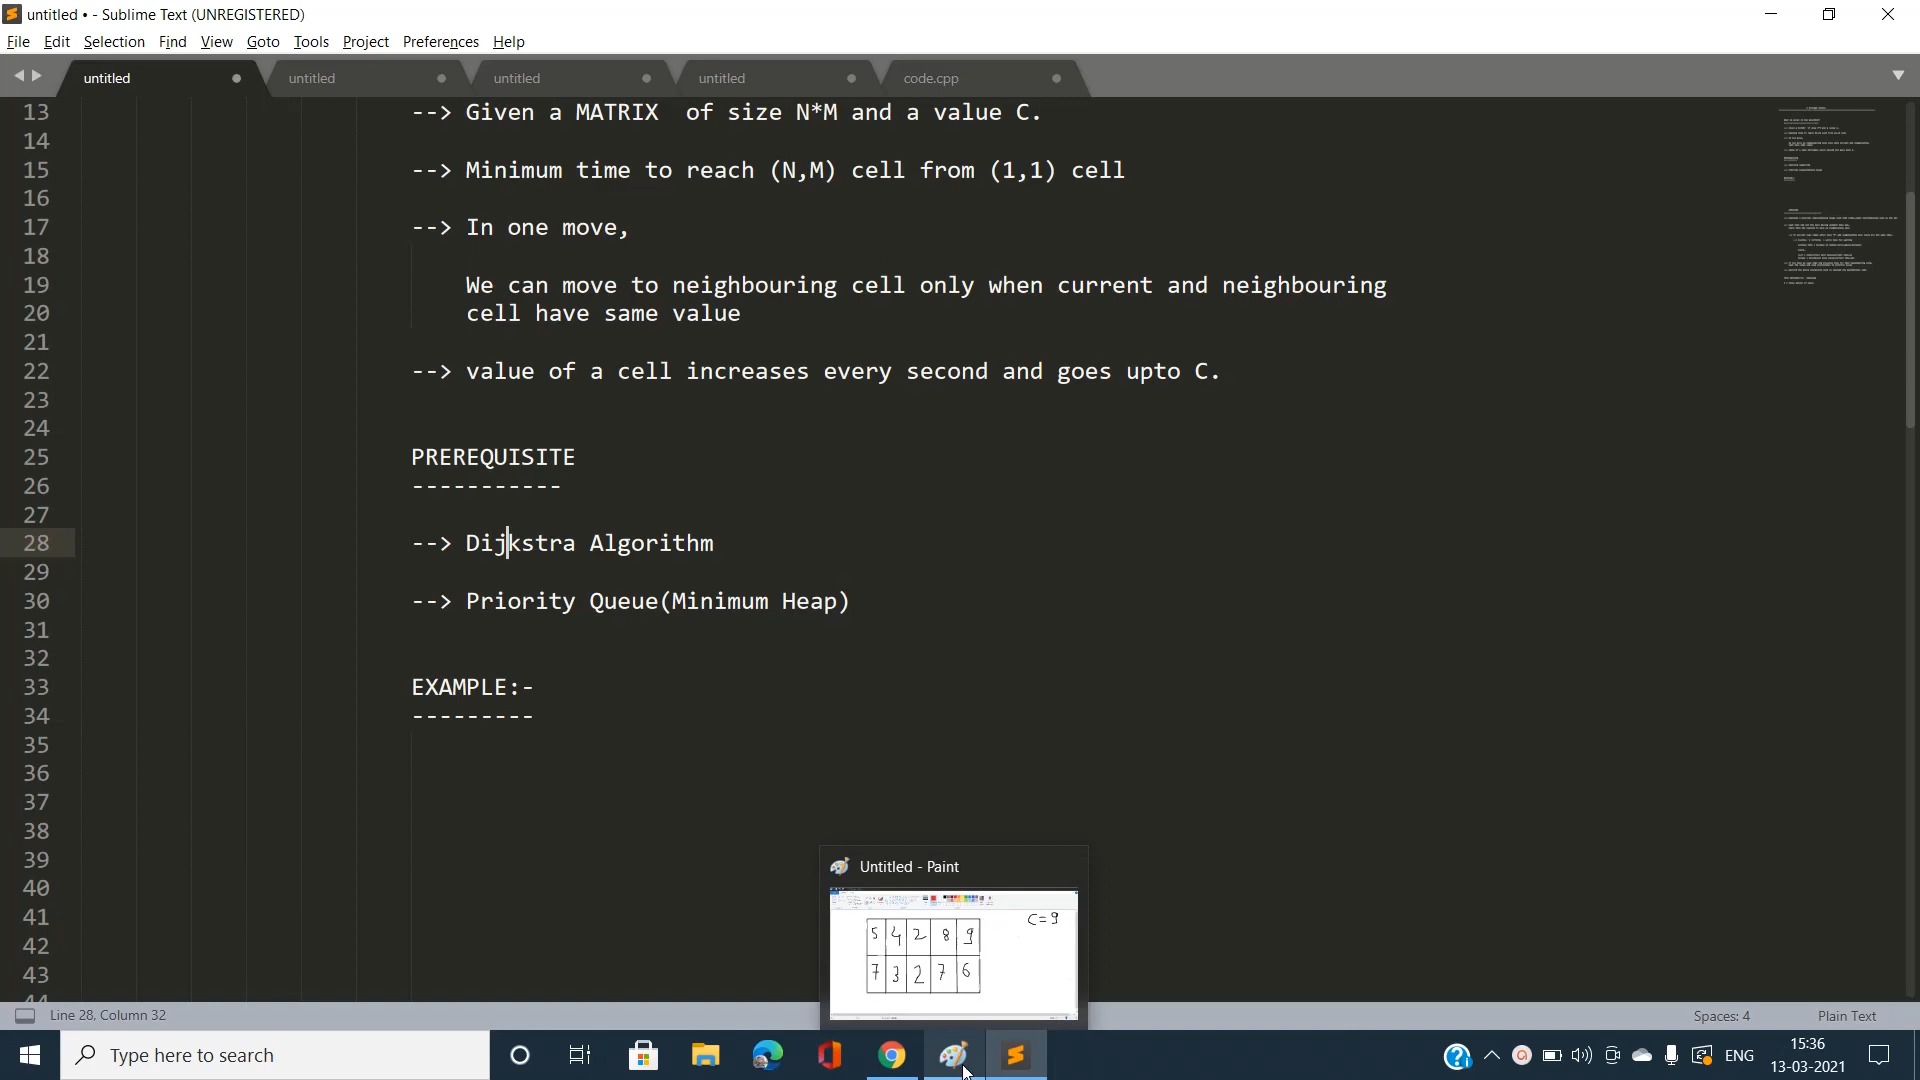 untitled • - Sublime Text (UNREGISTERED)
File Edit Selection Find View Goto Tools Project Preferences Help
untitled untitled untitled untitled code.cpp
13 --> Given a MATRIX  of size N*M and a value C.
14
15 --> Minimum time to reach (N,M) cell from (1,1) cell
16
17 --> In one move,
18
19 We can move to neighbouring cell only when current and neighbouring
20 cell have same value
21
22 --> value of a cell increases every second and goes upto C.
23
24
25 PREREQUISITE
26 -----------
27
28 --> Dijkstra Algorithm
29
30 --> Priority Queue(Minimum Heap)
31
32
33 EXAMPLE:-
34 ---------
35
36
37
38
39
40
41
42
43
44
Untitled - Paint
C=9
5 4 2 8 9
7 3 2 7 6
Line 28, Column 32 Spaces: 4 Plain Text
Type here to search ENG 15:36
13-03-2021